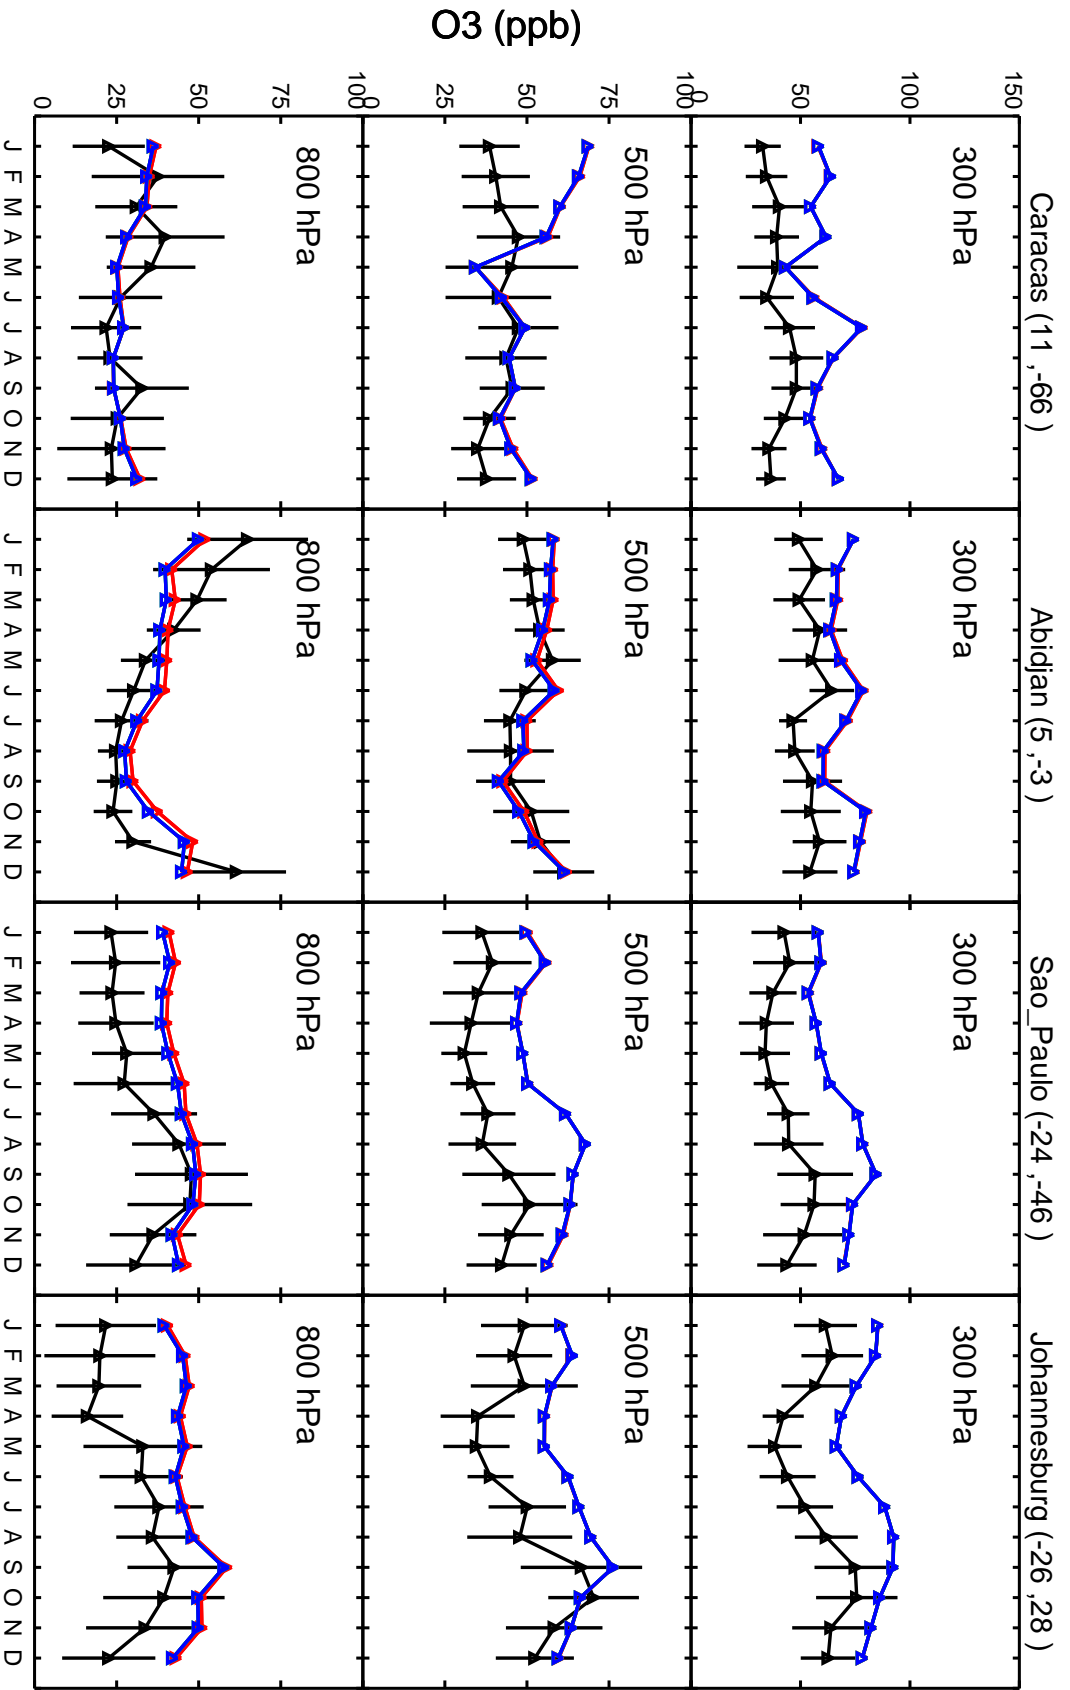 Caracas (11 ,-66 )
Abidjan (5 ,-3 )
Sao_Paulo (-24 ,-46 )
Johannesburg (-26 ,28 )
O3 (ppb)
150
100
50
0
300 hPa
300 hPa
300 hPa
300 hPa
100
75
50
25
0
500 hPa
500 hPa
500 hPa
500 hPa
100
75
50
25
0
800 hPa
800 hPa
800 hPa
800 hPa
J F M A M J J A S O N D
J F M A M J J A S O N D
J F M A M J J A S O N D
J F M A M J J A S O N D